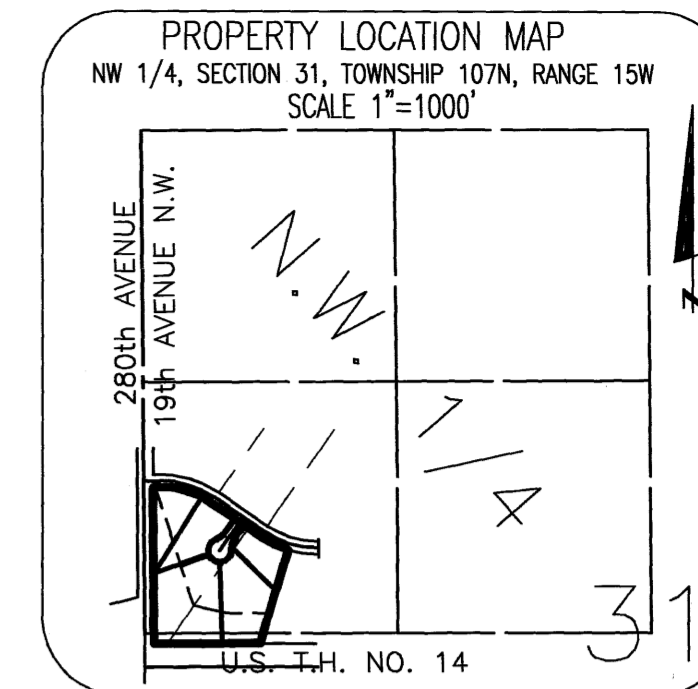 PROPERTY LOCATION MAP
NW 1/4, SECTION 31, TOWNSHIP 107N, RANGE 15W
SCALE 1"=1000'
280th AVENUE
19th AVENUE N.W.
N.W. 1/4
31
U.S. T.H. NO. 14
N